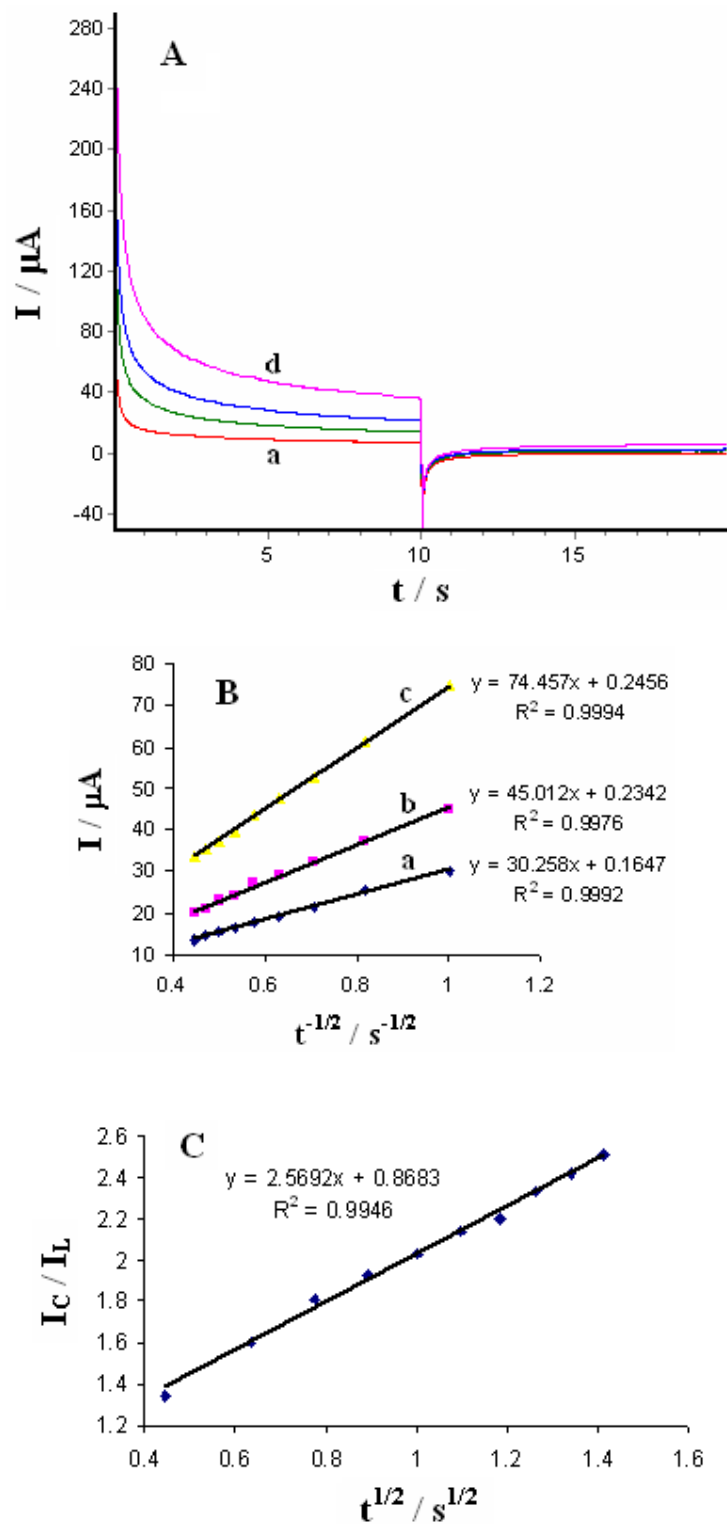 A
280
240
200
160
120
80
40
0
-40
I / µA
d
a
5
10
15
t / s
B
80
70
60
50
40
30
20
10
I / µA
c
b
a
y = 74.457x + 0.2456
R² = 0.9994
y = 45.012x + 0.2342
R² = 0.9976
y = 30.258x + 0.1647
R² = 0.9992
0.4
0.6
0.8
1
1.2
t⁻¹/² / s⁻¹/²
C
2.6
2.4
2.2
2
1.8
1.6
1.4
1.2
I_C / I_L
y = 2.5692x + 0.8683
R² = 0.9946
0.4
0.6
0.8
1
1.2
1.4
1.6
t¹/² / s¹/²